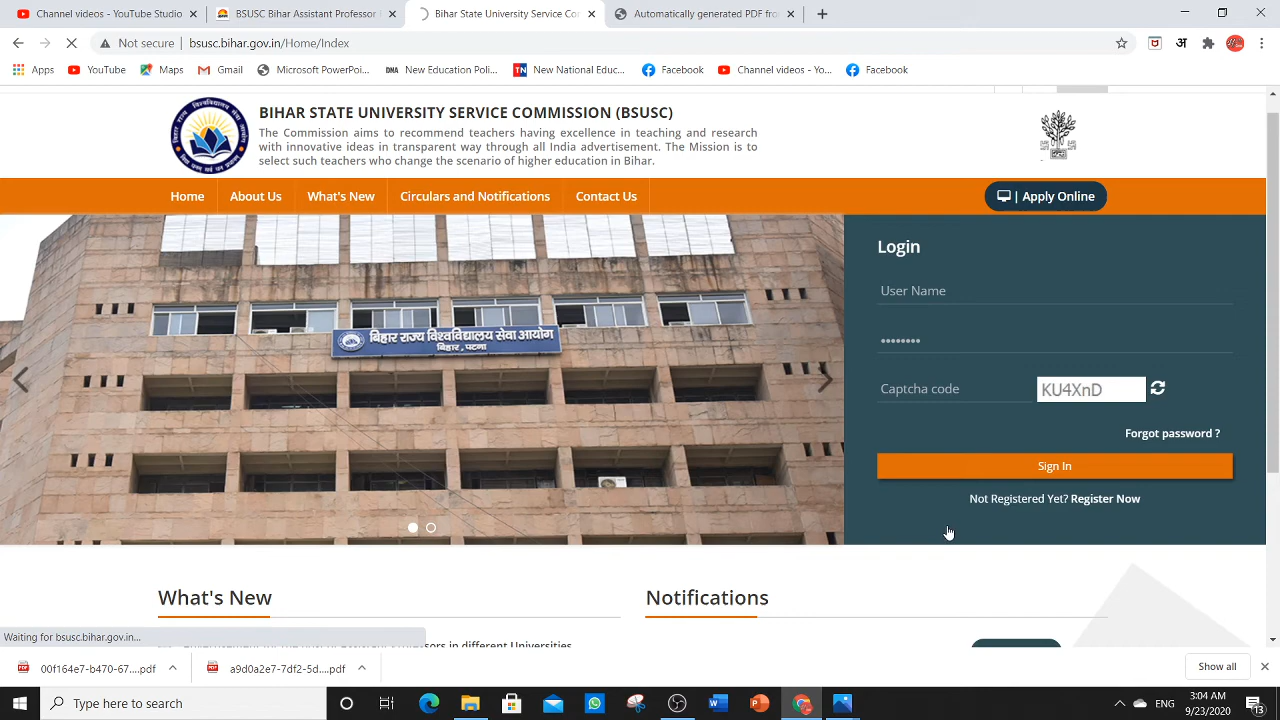 YouTube Studio
BSUSC Bihar Assistant Professor
Bihar State University Service Co
Automatically generated PDF fro
Not secure | bsusc.bihar.gov.in/Home/Index
Apps YouTube Maps Gmail Microsoft PowerPoi... DNA New Education Poli... TN New National Educ... Facebook Channel videos - Yo... Facebook
BIHAR STATE UNIVERSITY SERVICE COMMISSION (BSUSC)
The Commission aims to recommend teachers having excellence in teaching and research
with innovative ideas in transparent way through all India advertisement. The Mission is to
select such teachers who change the scenario of higher education in Bihar.
Home About Us What's New Circulars and Notifications Contact Us | Apply Online
बिहार राज्य विश्वविद्यालय सेवा आयोग
बिहार, पटना
Login
User Name
••••••••
Captcha code KU4XnD
Forgot password ?
Sign In
Not Registered Yet? Register Now
What's New
Notifications
Waiting for bsusc.bihar.gov.in...
00f164e7-b470-67....pdf a9d0a2e7-7df2-5d....pdf Show all
Type here to search
ENG
3:04 AM
9/23/2020
13